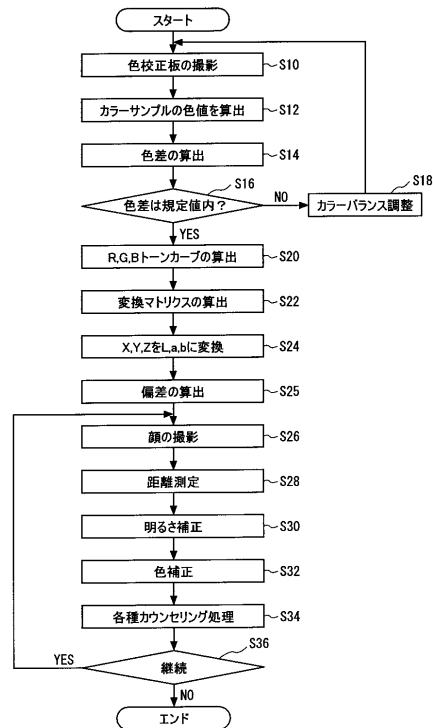 スタート
色校正板の撮影 S10
カラーサンプルの色値を算出 S12
色差の算出 S14
S16
色差は規定値内? NO
S18
カラーバランス調整
YES
R,G,Bトーンカーブの算出 S20
変換マトリクスの算出 S22
X,Y,ZをL,a,bに変換 S24
偏差の算出 S25
顔の撮影 S26
距離測定 S28
明るさ補正 S30
色補正 S32
各種カウンセリング処理 S34
S36
YES 継続
NO
エンド